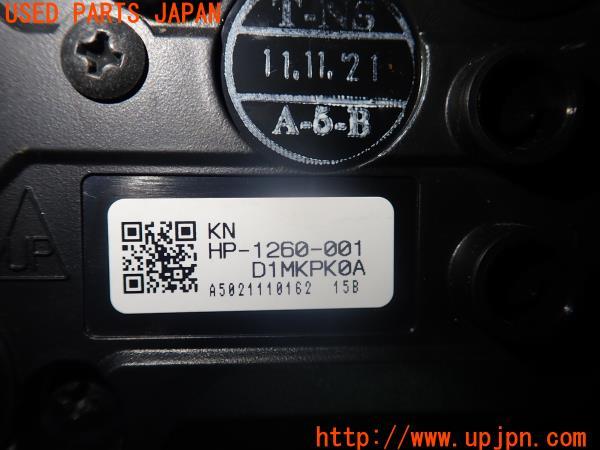 USED PARTS JAPAN
T-NG
11.11.21
A-5-B
UP
KN
HP-1260-001
D1MKPK0A
A5021110162 15B
http://www.upjpn.com